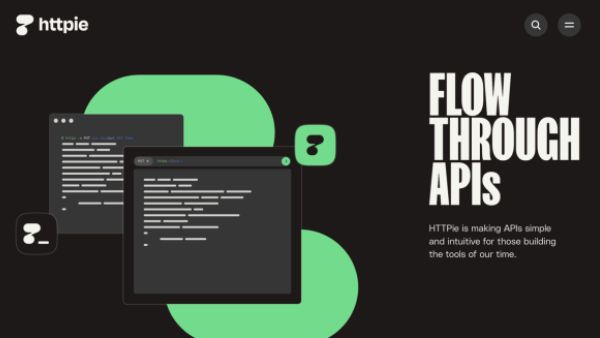 httpie
FLOW
THROUGH
APIs
HTTPie is making APIs simple
and intuitive for those building
the tools of our time.